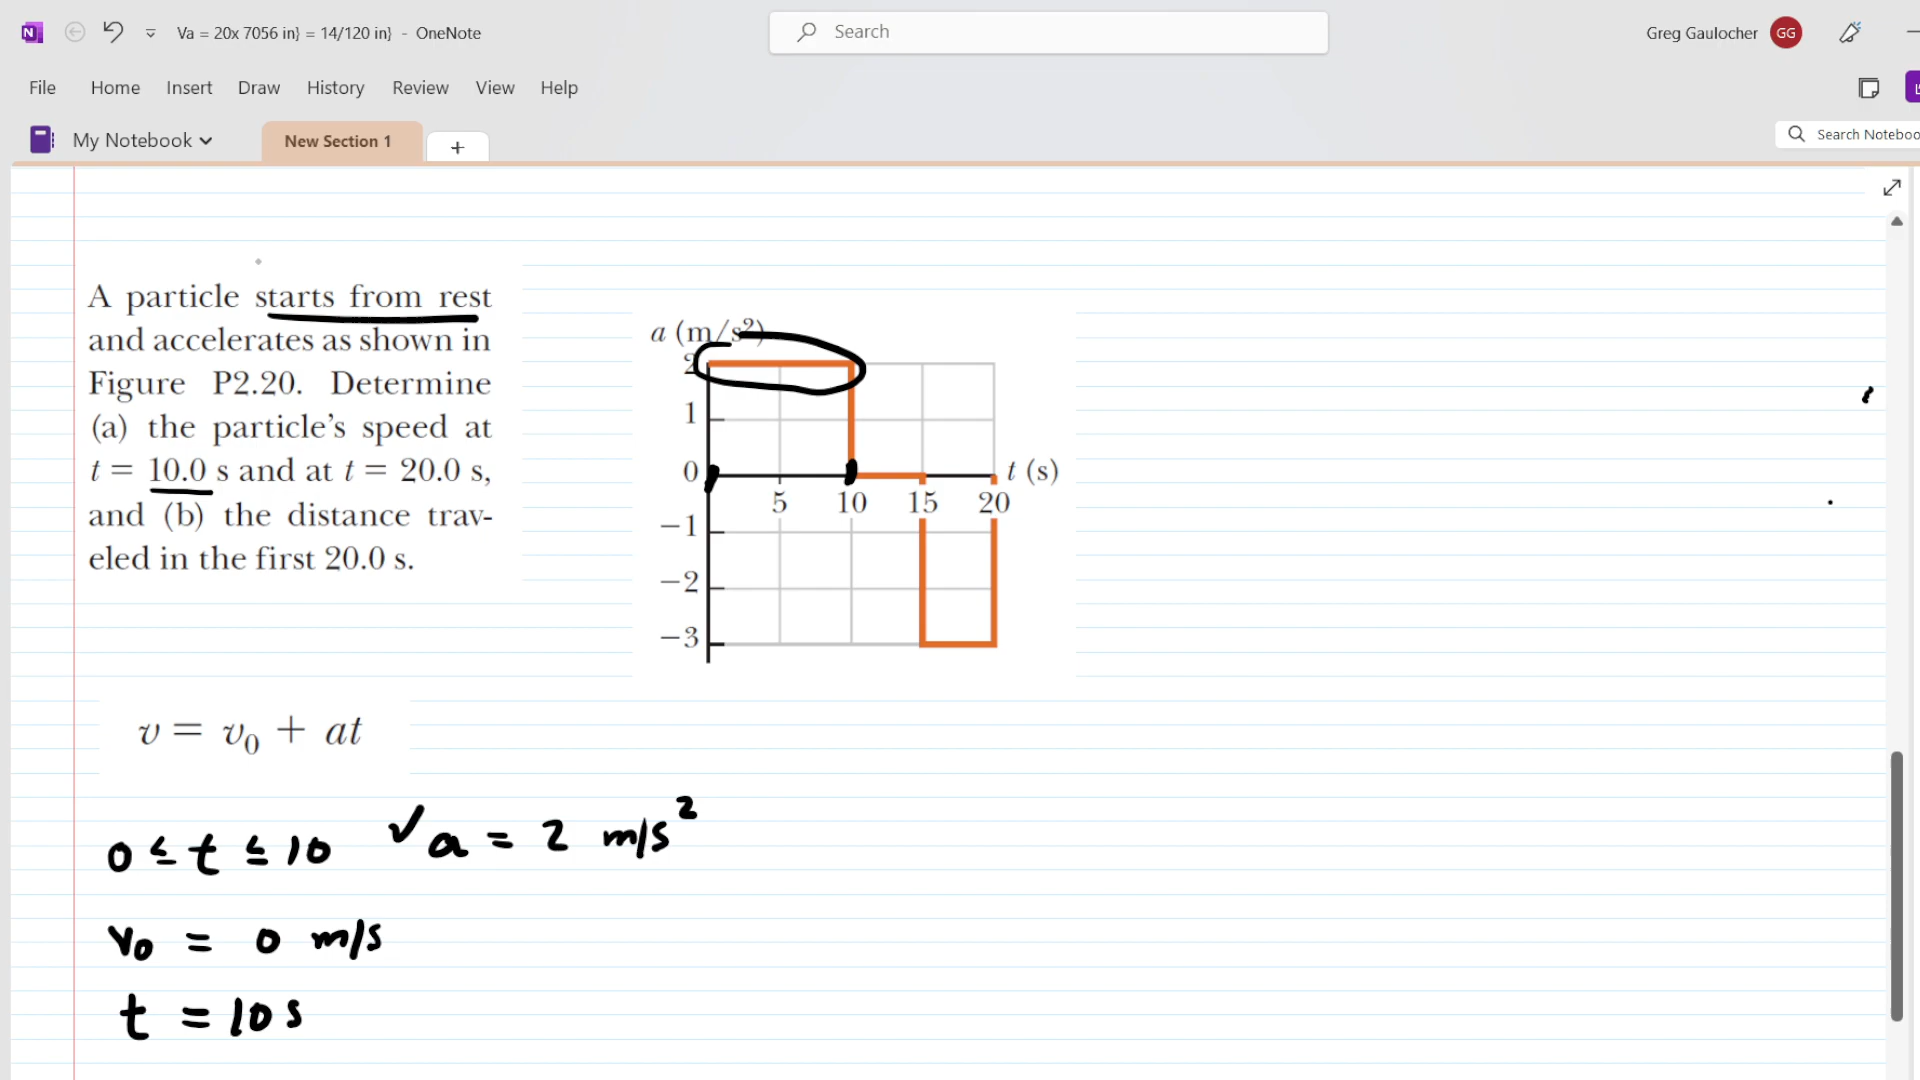 Va = 20x 7056 in} = 14/120 in} - OneNote
Search
Greg Gaulocher
GG
File Home Insert Draw History Review View Help
My Notebook
New Section 1
+
Search Noteboo
A particle starts from rest
and accelerates as shown in
Figure P2.20. Determine
(a) the particle's speed at
t = 10.0 s and at t = 20.0 s,
and (b) the distance trav-
eled in the first 20.0 s.
a (m/s²)
2
1
0
t (s)
5 10 15 20
−1
−2
−3
v = v₀ + at
0 ≤ t ≤ 10 ✓ a = 2 m/s²
v₀ = 0 m/s
t = 10 s